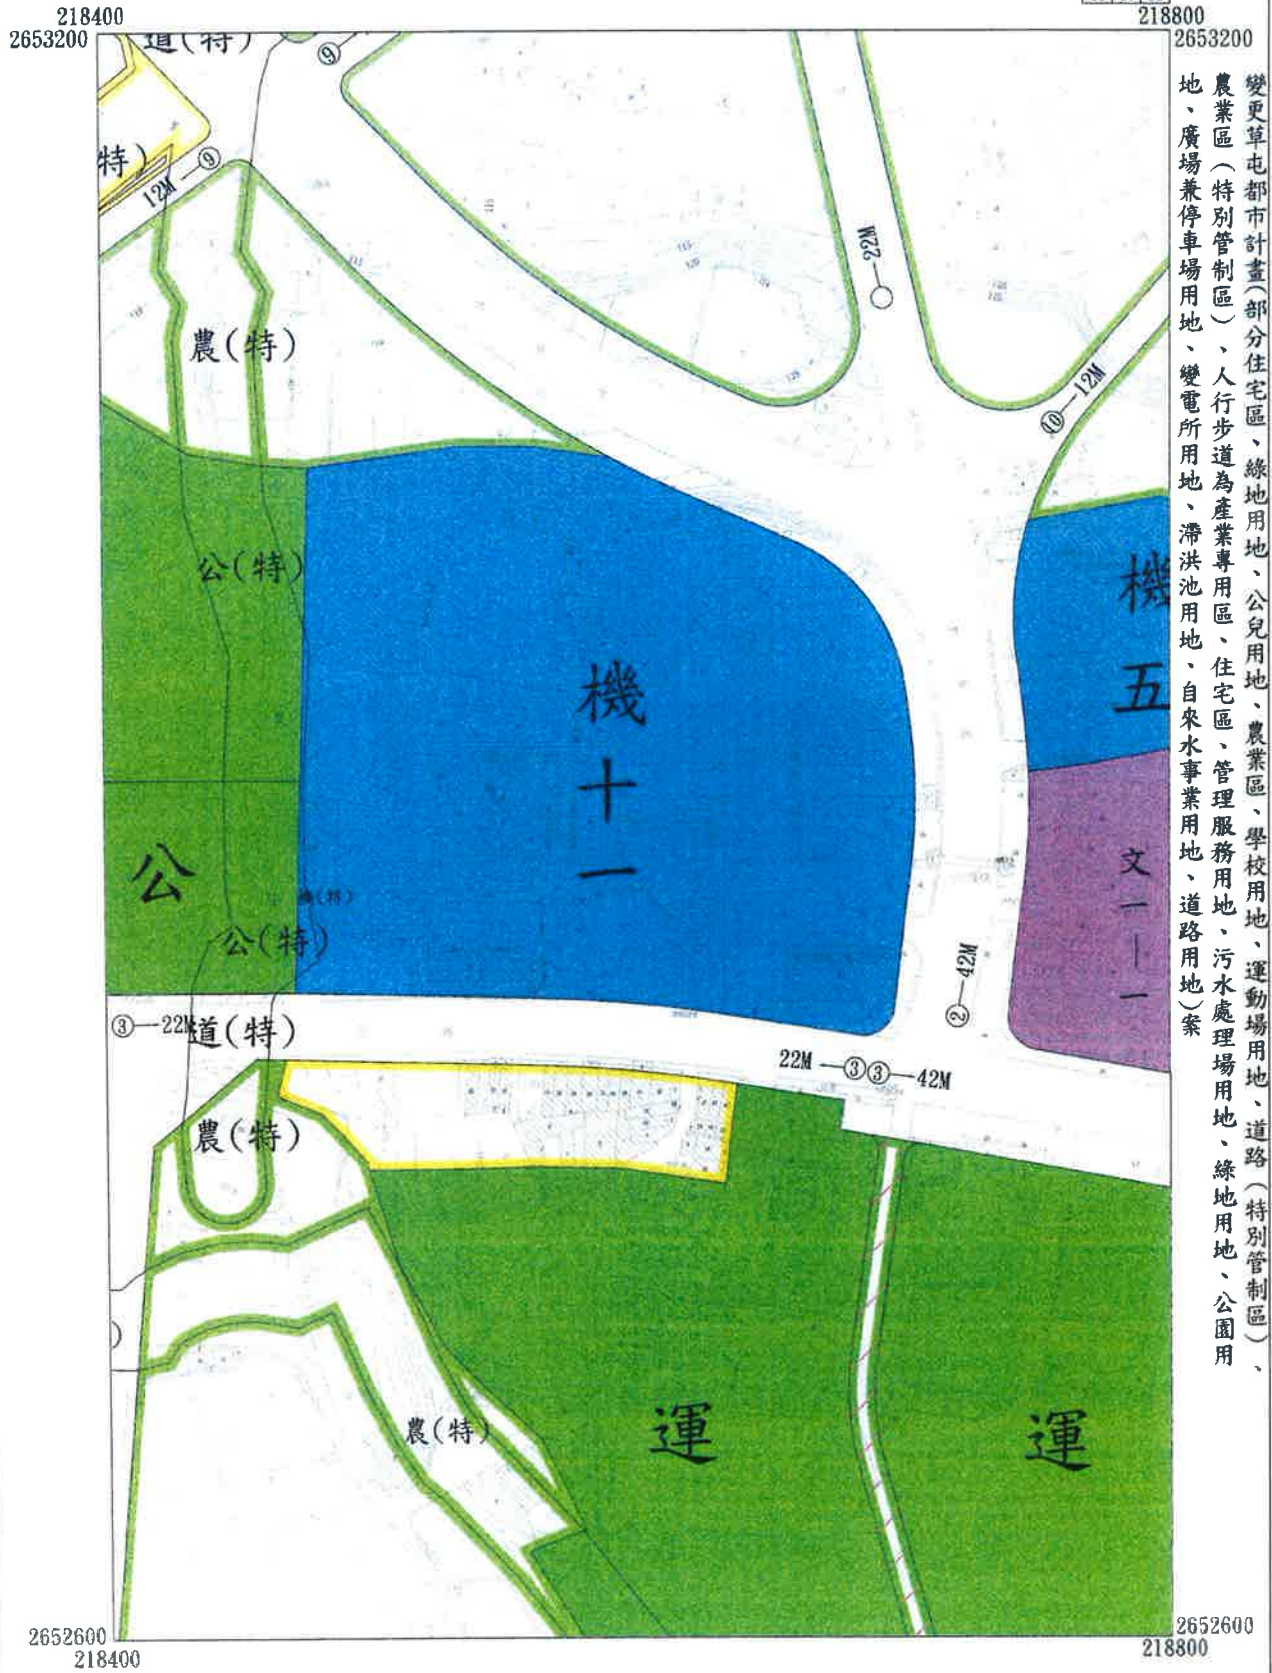 218400
218800
2653200
2653200
變更草屯都市計畫(部分住宅區、綠地用地、公兒用地、農業區、學校用地、運動場用地、道路(特別管制區)、
農業區(特別管制區)、人行步道為產業專用區、住宅區、管理服務用地、污水處理場用地、綠地用地、公園用
地、廣場兼停車場用地、變電所用地、滯洪池用地、自來水事業用地、道路用地)案
道(特)
⑨
特)
12M—⑨
22M—○
農(特)
⑩—12M
公(特)
機十一
機五
公
機(特)
公(特)
文一—一
②—42M
③—22M
道(特)
22M—③③—42M
農(特)
)
農(特)
運
運
2652600
2652600
218400
218800